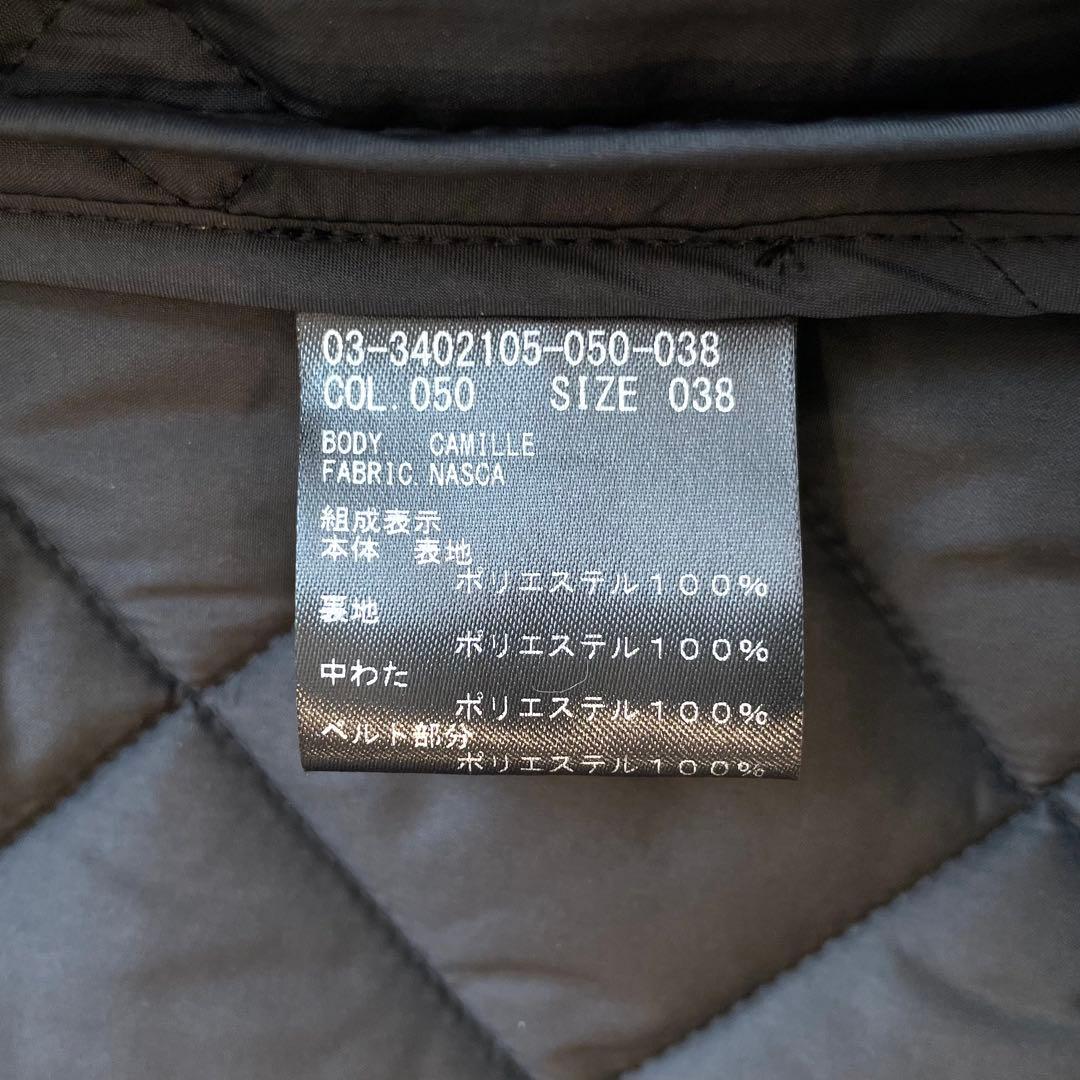 03-3402105-050-038
COL.050 SIZE 038
BODY CAMILLE
FABRIC NASCA
組成表示
本体 表地
ポリエステル100%
裏地
ポリエステル100%
中わた
ポリエステル100%
ベルト部分
ポリエステル100%